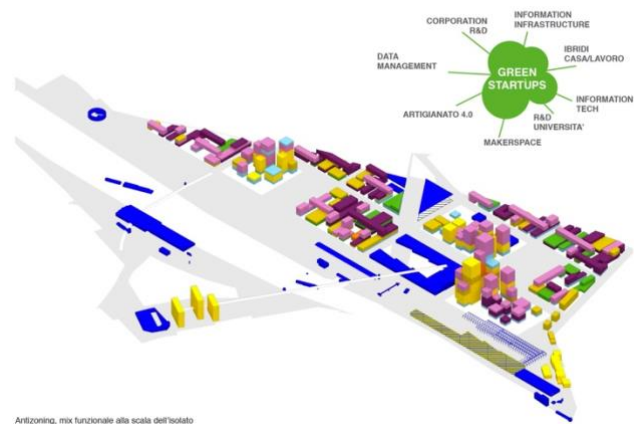 CORPORATION
R&D
INFORMATION
INFRASTRUCTURE
DATA
MANAGEMENT
IBRIDI
CASA/LAVORO
GREEN
STARTUPS
INFORMATION
TECH
ARTIGIANATO 4.0
R&D
UNIVERSITA'
MAKERSPACE
Antizoning, mix funzionale alla scala dell'isolato